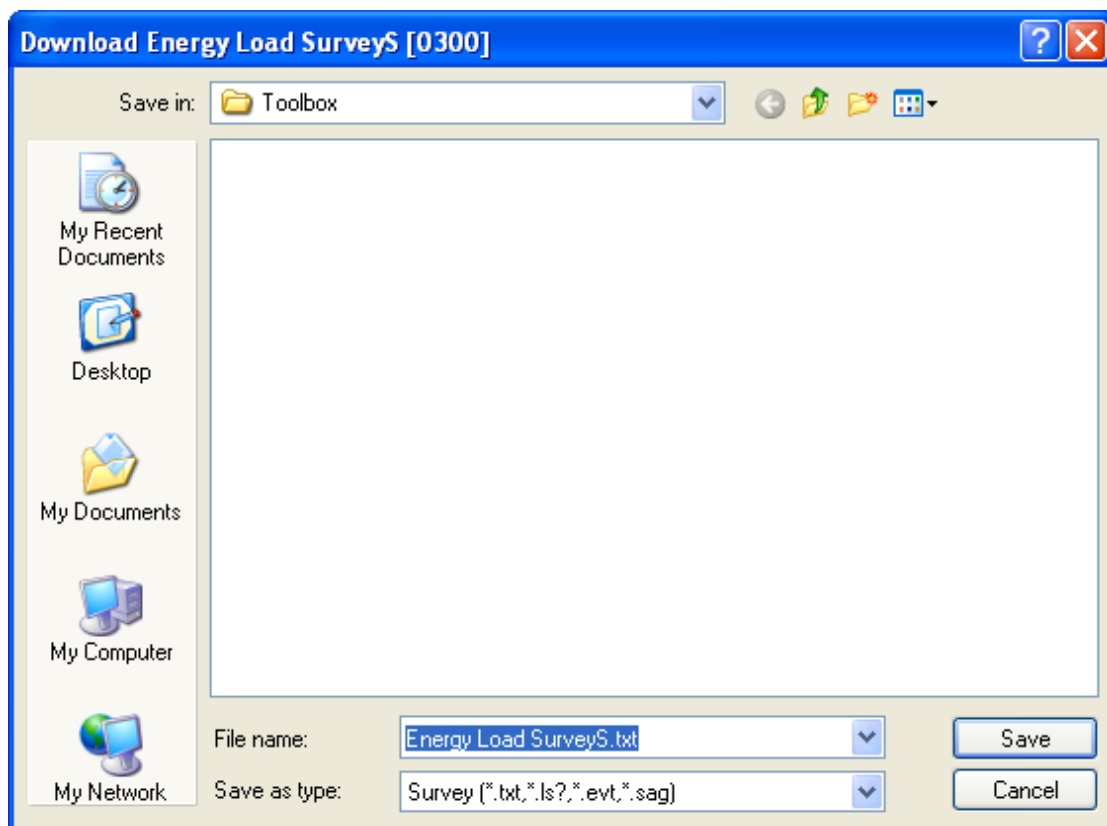 Download Energy Load SurveyS [0300]
Save in:
Toolbox
My Recent
Documents
Desktop
My Documents
My Computer
My Network
File name:
Energy Load SurveyS.txt
Save
Save as type:
Survey (*.txt,*.ls?,*.evt,*.sag)
Cancel